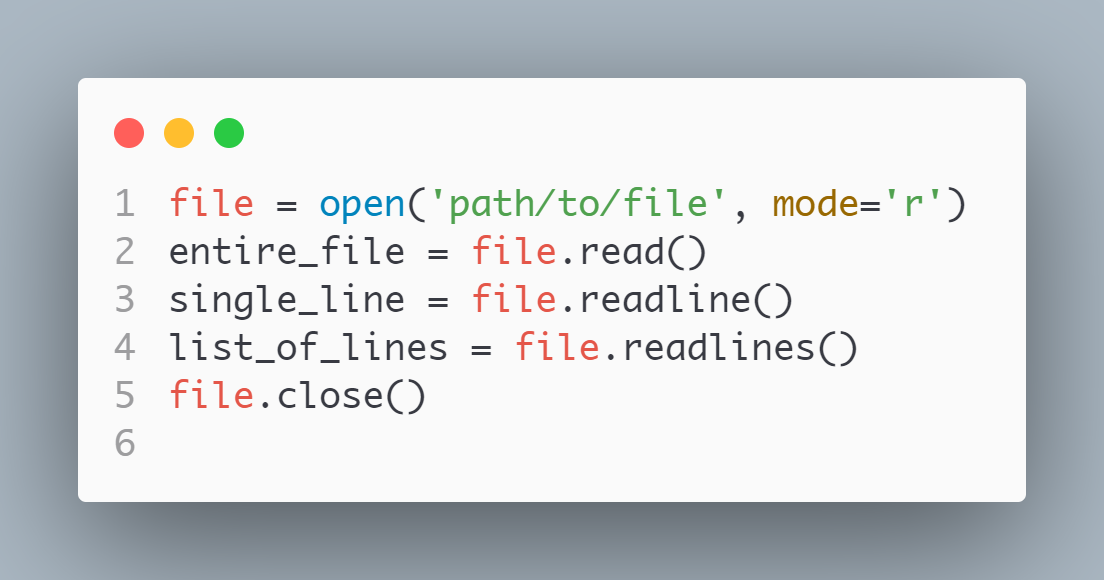 1 file = open('path/to/file', mode='r')
2 entire_file = file.read()
3 single_line = file.readline()
4 list_of_lines = file.readlines()
5 file.close()
6